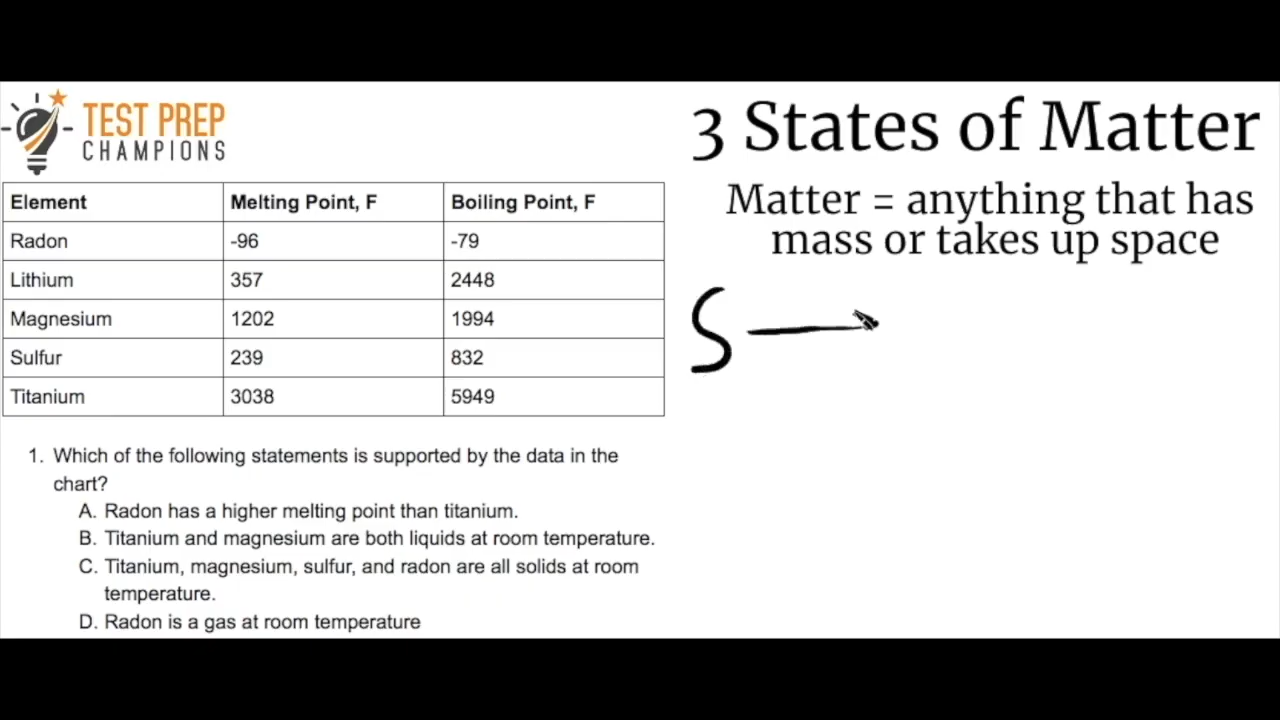 TEST PREP
CHAMPIONS
3 States of Matter
Matter = anything that has
mass or takes up space
Element Melting Point, F Boiling Point, F
Radon -96 -79
Lithium 357 2448
Magnesium 1202 1994
Sulfur 239 832
Titanium 3038 5949
S
1. Which of the following statements is supported by the data in the
chart?
A. Radon has a higher melting point than titanium.
B. Titanium and magnesium are both liquids at room temperature.
C. Titanium, magnesium, sulfur, and radon are all solids at room
temperature.
D. Radon is a gas at room temperature